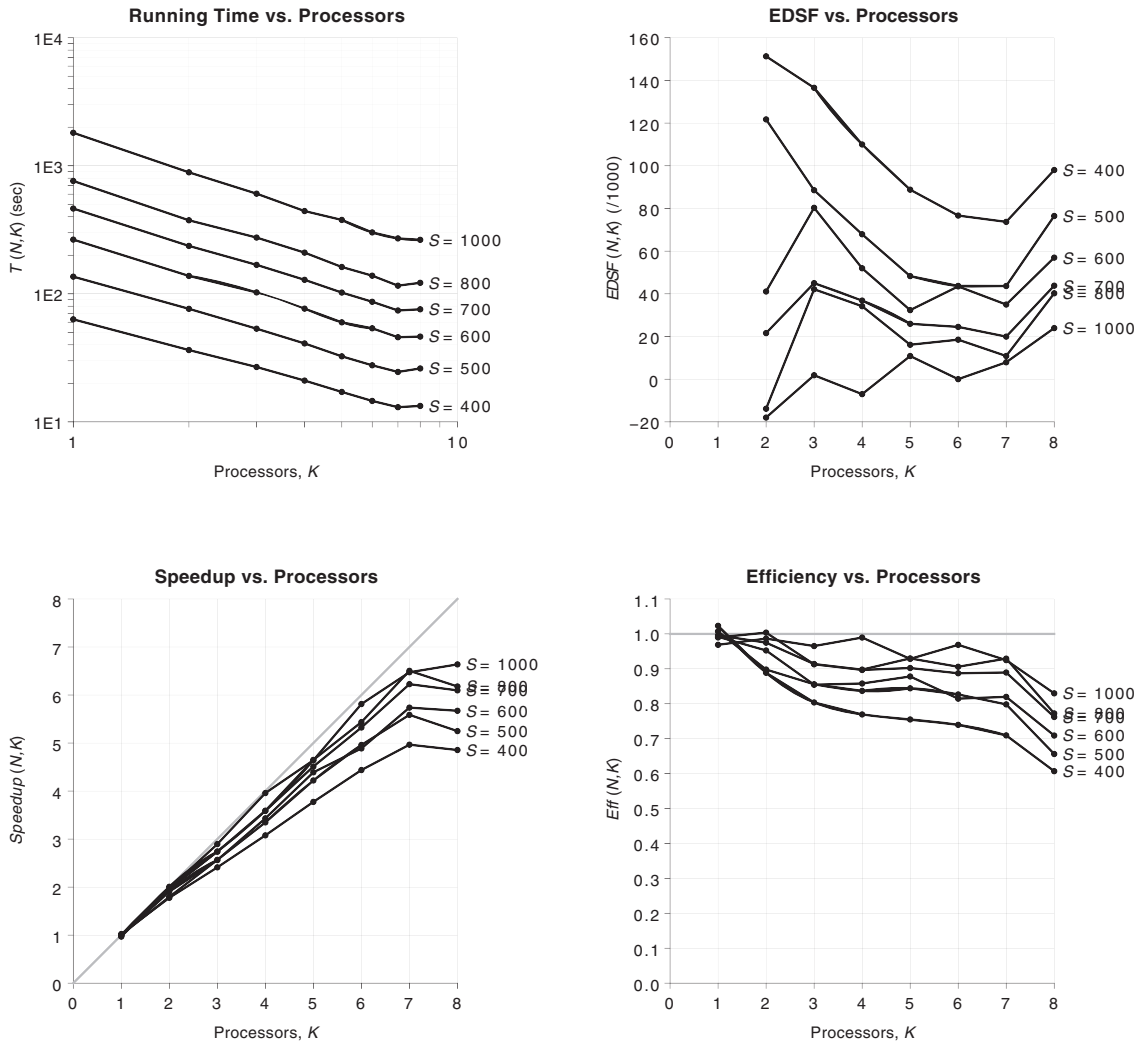 Running Time vs. Processors
1E4
1E3
1E2
1E1
T (N,K) (sec)
S = 1000
S = 800
S = 700
S = 600
S = 500
S = 400
1
10
Processors, K
EDSF vs. Processors
160
140
120
100
80
60
40
20
0
−20
EDSF (N,K) (/1000)
S = 400
S = 500
S = 600
S = 700
S = 800
S = 1000
0 1 2 3 4 5 6 7 8
Processors, K
Speedup vs. Processors
8
7
6
5
4
3
2
1
0
Speedup (N,K)
S = 1000
S = 700
S = 600
S = 500
S = 400
0 1 2 3 4 5 6 7 8
Processors, K
Efficiency vs. Processors
1.1
1.0
0.9
0.8
0.7
0.6
0.5
0.4
0.3
0.2
0.1
0.0
Eff (N,K)
S = 1000
S = 700
S = 600
S = 500
S = 400
0 1 2 3 4 5 6 7 8
Processors, K